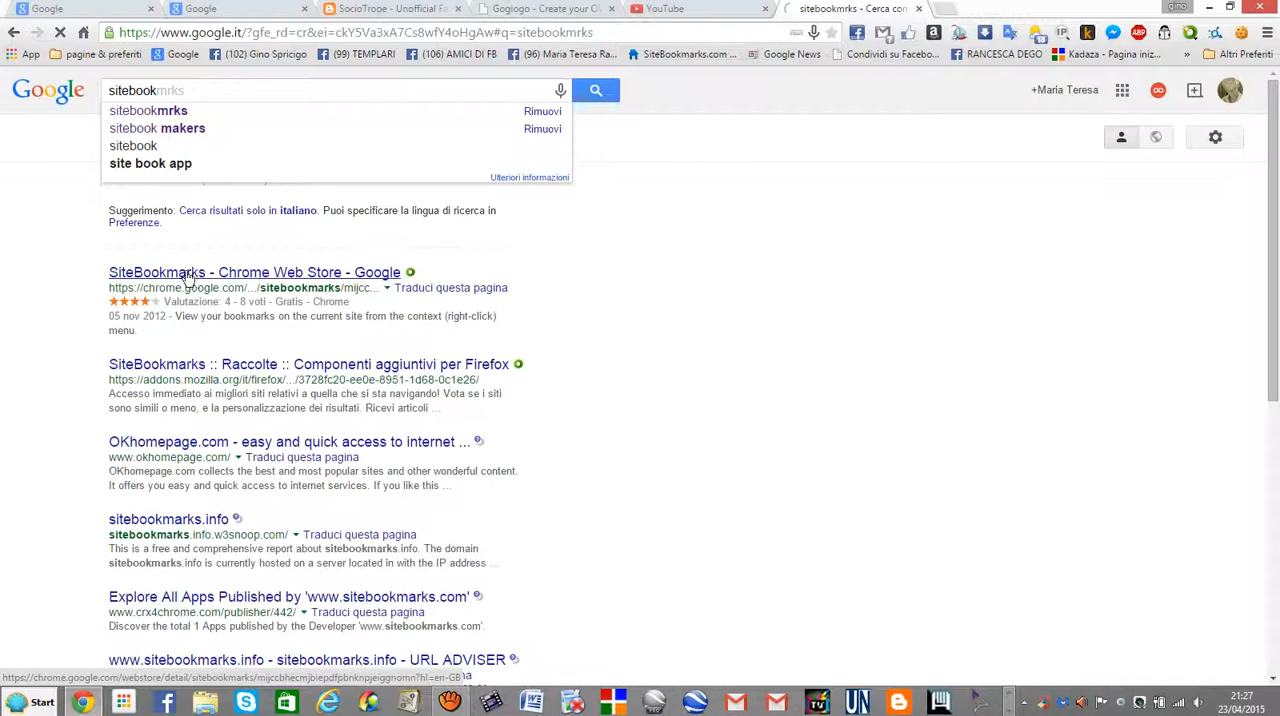 Google
Google
SocioTrope - Unofficial Fa
Gogiogo - Create your Ol
YouTube
sitebookmrks - Cerca con
gino
https://www.google.it/?gfe_rd=cr&ei=ckY5Va3xA7Cs8wfY4oHgAw#q=sitebookmrks
App
pagina & preferiti
Google
(102) Gino Spirito
(6) TEMPLARI
(106) AMICI DI FB
(6) Maria Teresa Ra...
SiteBookmarks.com -
Google News
RANCESCA DEGO
Kadaza - Homepage.it
Altri Preferiti
Google
sitebookmrks
+Maria Teresa
sitebookmrks Rimuovi
sitebook makers Rimuovi
sitebook
site book app
Ulteriori informazioni
Suggerimento: Cerca risultati solo in italiano. Puoi specificare la lingua di ricerca in
Preferenze.
SiteBookmarks - Chrome Web Store - Google
https://chrome.google.com/.../sitebookmarks/mijcc... Traduci questa pagina
Valutazione: 4 - 8 voti - Gratis - Chrome
05 nov 2012 - View your bookmarks on the current site from the context (right-click)
menu.
SiteBookmarks :: Raccolte :: Componenti aggiuntivi per Firefox
https://addons.mozilla.org/it/firefox/.../3728fc20-ee0e-8951-1d68-0c1e26/
Accesso immediato ai migliori siti relativi a quella che si sta navigando! Vota se i siti
sono simili o meno, e la personalizzazione dei risultati. Ricevi articoli ...
OKhomepage.com - easy and quick access to internet ...
www.okhomepage.com/ Traduci questa pagina
OKhomepage.com collects the best and most popular sites and other wonderful content.
It offers you easy and quick access to internet services. If you like this ...
sitebookmarks.info
sitebookmarks.info.w3snoop.com/ Traduci questa pagina
This is a free and comprehensive report about sitebookmarks.info. The domain
sitebookmarks.info is currently hosted on a server located in with the IP address ...
Explore All Apps Published by 'www.sitebookmarks.com'
www.crx4chrome.com/publisher/442/ Traduci questa pagina
Discover the total 1 Apps published by the Developer 'www.sitebookmarks.com'.
www.sitebookmarks.info - sitebookmarks.info - URL ADVISER
https://chrome.google.com/webstore/detail/sitebookmarks/mijccbhecmjbiepdfpbnknpjeiggnomn?hl=en-GB
Start
21:27
23/04/2015